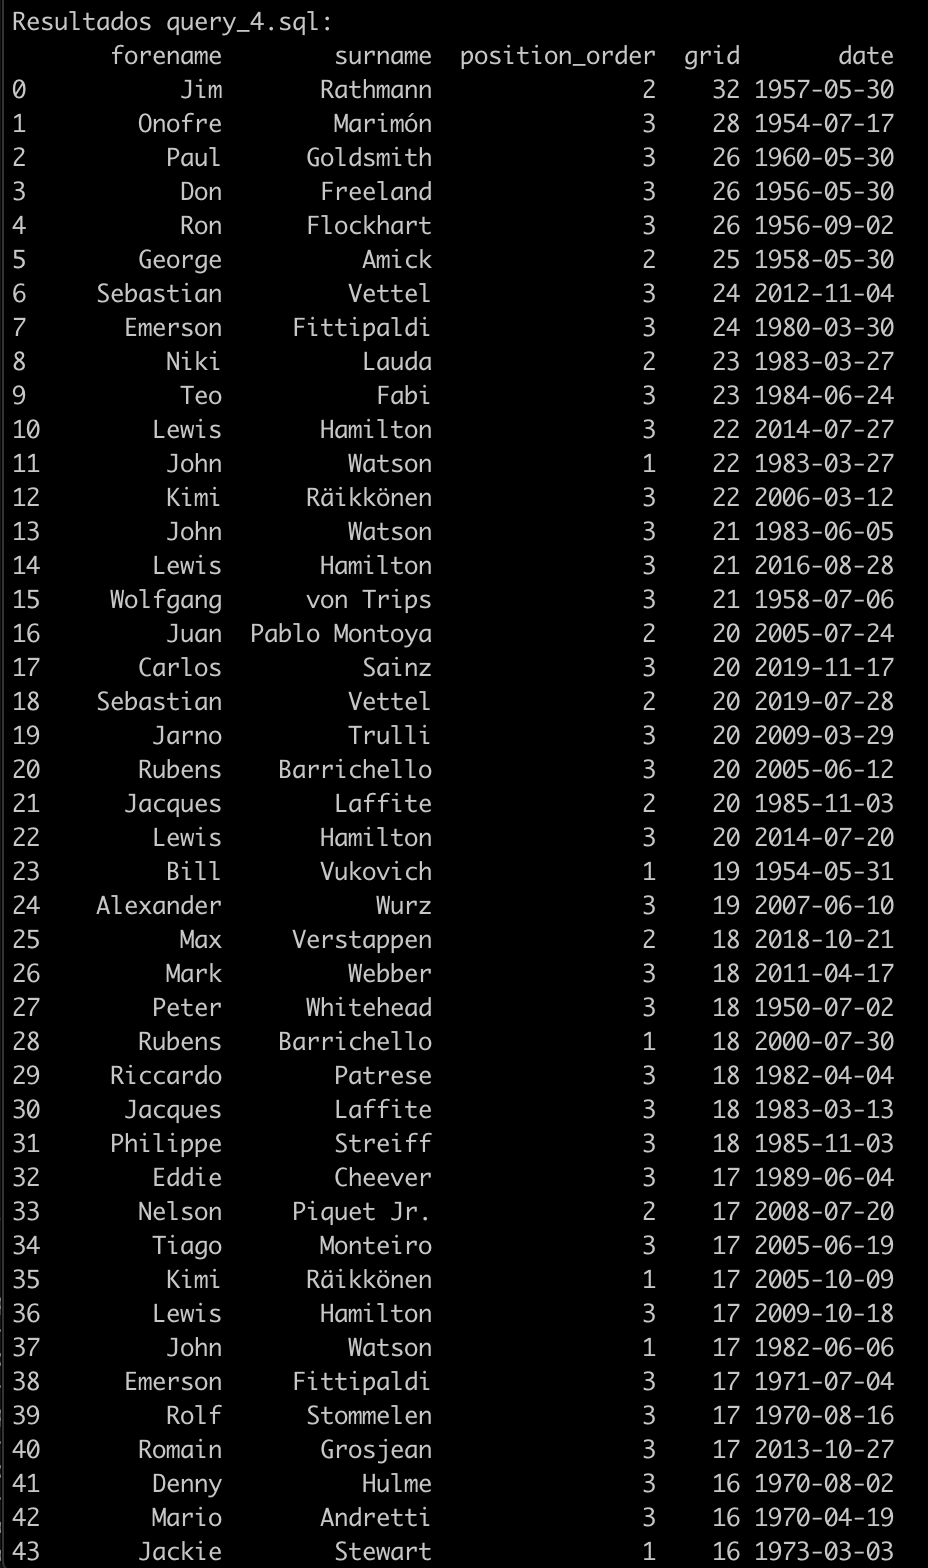 Resultados query_4.sql:
forename surname position_order grid date
0 Jim Rathmann 2 32 1957-05-30
1 Onofre Marimón 3 28 1954-07-17
2 Paul Goldsmith 3 26 1960-05-30
3 Don Freeland 3 26 1956-05-30
4 Ron Flockhart 3 26 1956-09-02
5 George Amick 2 25 1958-05-30
6 Sebastian Vettel 3 24 2012-11-04
7 Emerson Fittipaldi 3 24 1980-03-30
8 Niki Lauda 2 23 1983-03-27
9 Teo Fabi 3 23 1984-06-24
10 Lewis Hamilton 3 22 2014-07-27
11 John Watson 1 22 1983-03-27
12 Kimi Räikkönen 3 22 2006-03-12
13 John Watson 3 21 1983-06-05
14 Lewis Hamilton 3 21 2016-08-28
15 Wolfgang von Trips 3 21 1958-07-06
16 Juan Pablo Montoya 2 20 2005-07-24
17 Carlos Sainz 3 20 2019-11-17
18 Sebastian Vettel 2 20 2019-07-28
19 Jarno Trulli 3 20 2009-03-29
20 Rubens Barrichello 3 20 2005-06-12
21 Jacques Laffite 2 20 1985-11-03
22 Lewis Hamilton 3 20 2014-07-20
23 Bill Vukovich 1 19 1954-05-31
24 Alexander Wurz 3 19 2007-06-10
25 Max Verstappen 2 18 2018-10-21
26 Mark Webber 3 18 2011-04-17
27 Peter Whitehead 3 18 1950-07-02
28 Rubens Barrichello 1 18 2000-07-30
29 Riccardo Patrese 3 18 1982-04-04
30 Jacques Laffite 3 18 1983-03-13
31 Philippe Streiff 3 18 1985-11-03
32 Eddie Cheever 3 17 1989-06-04
33 Nelson Piquet Jr. 2 17 2008-07-20
34 Tiago Monteiro 3 17 2005-06-19
35 Kimi Räikkönen 1 17 2005-10-09
36 Lewis Hamilton 3 17 2009-10-18
37 John Watson 1 17 1982-06-06
38 Emerson Fittipaldi 3 17 1971-07-04
39 Rolf Stommelen 3 17 1970-08-16
40 Romain Grosjean 3 17 2013-10-27
41 Denny Hulme 3 16 1970-08-02
42 Mario Andretti 3 16 1970-04-19
43 Jackie Stewart 1 16 1973-03-03